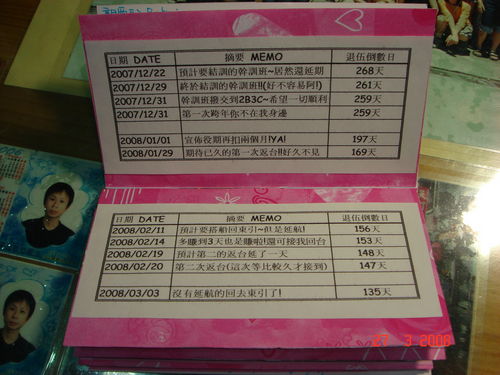 日期 DATE 摘要 MEMO 退伍倒數日
2007/12/22 預計要結訓的幹訓班~居然還延期 268天
2007/12/29 終於結訓的幹訓班!!(好不容易阿!) 261天
2007/12/31 幹訓班撥交到2B3C~希望一切順利 259天
2007/12/31 第一次跨年你不在我身邊 259天
2008/01/01 宣佈役期再扣兩個月!YA! 197天
2008/01/29 期待已久的第一次返台!!好久不見 169天
日期 DATE 摘要 MEMO 退伍倒數日
2008/02/11 預計要搭船回東引~但是延航! 156天
2008/02/14 多賺到3天也是賺啦!還可接我回台 153天
2008/02/19 預計第二的返台延了一天 148天
2008/02/20 第二次返台(這次等比較久才接到) 147天
2008/03/03 沒有延航的回去東引了! 135天
27 3 2008